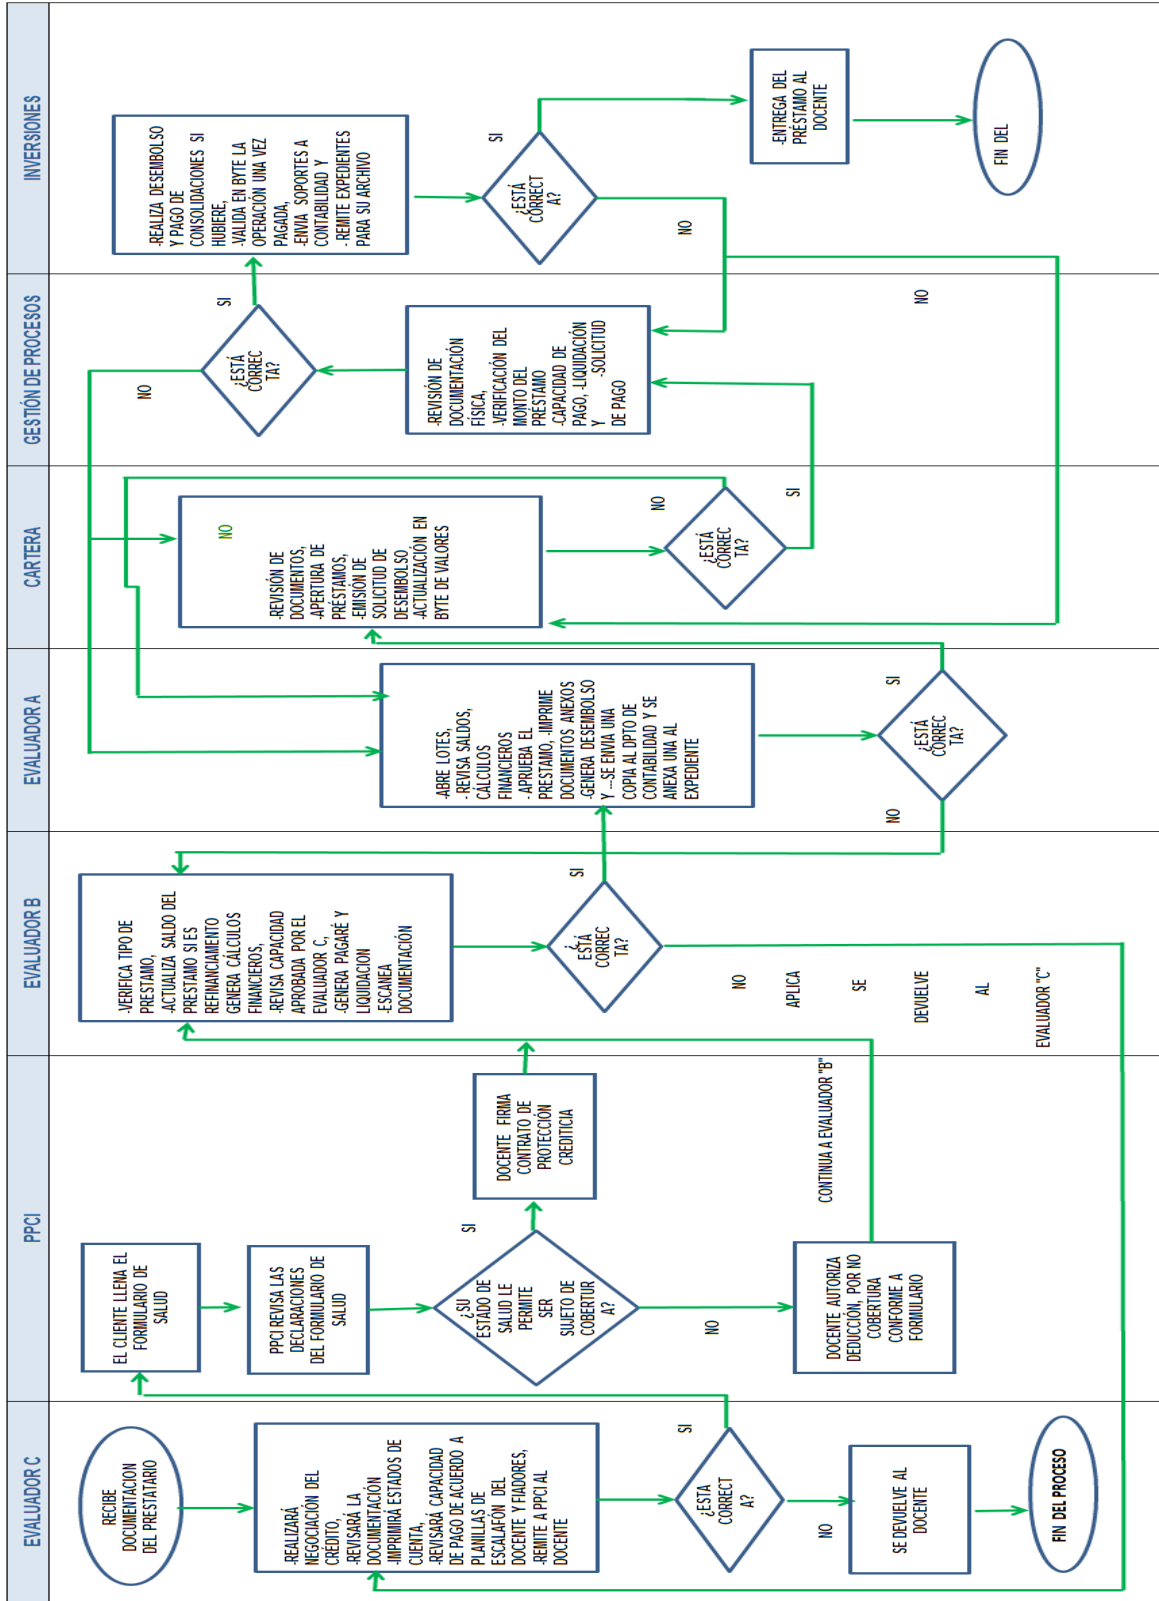 EVALUADOR C
PPCI
EVALUADOR B
EVALUADOR A
CARTERA
GESTIÓN DE PROCESOS
INVERSIONES
RECIBE
DOCUMENTACION
DEL PRESTATARIO
-REALIZARÁ
NEGOCIACIÓN DEL
CRÉDITO,
-REVISARÁ LA
DOCUMENTACIÓN
-IMPRIMIRÁ ESTADOS DE
CUENTA,
-REVISARÁ CAPACIDAD
DE PAGO DE ACUERDO A
PLANILLAS DE
ESCALAFÓN DEL
DOCENTE Y FIADORES,
-REMITE A PPCI AL
DOCENTE
¿ESTA
CORRECT
A?
SI
NO
SE DEVUELVE AL
DOCENTE
FIN DEL PROCESO
EL CLIENTE LLENA EL
FORMULARIO DE
SALUD
PPCI REVISA LAS
DECLARACIONES
DEL FORMULARIO DE
SALUD
¿SU
ESTADO DE
SALUD LE
PERMITE
SER
SUJETO DE
COBERTUR
A?
SI
NO
DOCENTE FIRMA
CONTRATO DE
PROTECCIÓN
CREDITICIA
DOCENTE AUTORIZA
DEDUCCIÓN, POR NO
COBERTURA
CONFORME A
FORMULARIO
CONTINUA A EVALUADOR "B"
-VERIFICA TIPO DE
PRESTAMO,
-ACTUALIZA SALDO DEL
PRESTAMO SI ES
REFINANCIAMIENTO
GENERA CÁLCULOS
FINANCIEROS,
-REVISA CAPACIDAD
APROBADA POR EL
EVALUADOR C,
-GENERA PAGARÉ Y
LIQUIDACION
-ESCANEA
DOCUMENTACIÓN
¿
ESTÁ
CORREC
TA?
SI
NO
APLICA
SE
DEVUELVE
AL
EVALUADOR "C"
-ABRE LOTES,
- REVISA SALDOS,
CÁLCULOS
FINANCIEROS
- APRUEBA EL
PRESTAMO, -IMPRIME
DOCUMENTOS ANEXOS
-GENERA DESEMBOLSO
Y ---SE ENVIA UNA
COPIA AL DPTO DE
CONTABILIDAD Y SE
ANEXA UNA AL
EXPEDIENTE
¿ESTÁ
CORREC
TA?
SI
NO
NO
-REVISIÓN DE
DOCUMENTOS,
-APERTURA DE
PRÉSTAMOS,
-EMISIÓN DE
SOLICITUD DE
DESEMBOLSO
-ACTUALIZACIÓN EN
BYTE DE VALORES
¿ESTÁ
CORREC
TA?
NO
SI
-REVISIÓN DE
DOCUMENTACIÓN
FÍSICA,
-VERIFICACIÓN DEL
MONTO DEL
PRÉSTAMO
-CAPACIDAD DE
PAGO, -LIQUIDACIÓN
Y -SOLICITUD
DE PAGO
¿ESTÁ
CORREC
TA?
NO
SI
NO
-REALIZA DESEMBOLSO
Y PAGO DE
CONSOLIDACIONES SI
HUBIERE,
-VALIDA EN BYTE LA
OPERACIÓN UNA VEZ
PAGADA,
-ENVIA SOPORTES A
CONTABILIDAD Y
- REMITE EXPEDIENTES
PARA SU ARCHIVO
¿ESTÁ
CORRECT
A?
SI
NO
-ENTREGA DEL
PRÉSTAMO AL
DOCENTE
FIN DEL